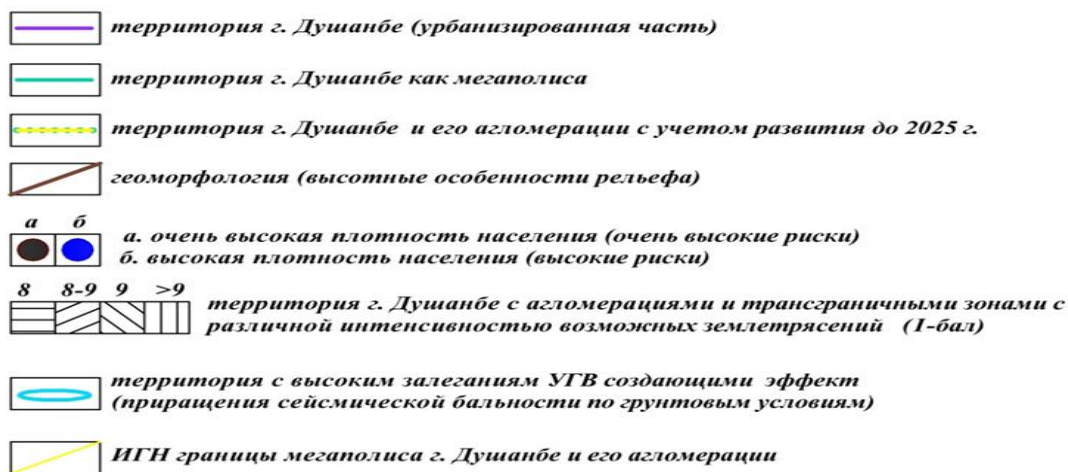 территория г. Душанбе (урбанизированная часть)
территория г. Душанбе как мегаполиса
территория г. Душанбе и его агломерации с учетом развития до 2025 г.
геоморфология (высотные особенности рельефа)
а б
а. очень высокая плотность населения (очень высокие риски)
б. высокая плотность населения (высокие риски)
8 8-9 9 >9
территория г. Душанбе с агломерациями и трансграничными зонами с
различной интенсивностью возможных землетрясений (I-бал)
территория с высоким залеганиям УГВ создающими эффект
(приращения сейсмической бальности по грунтовым условиям)
ИГН границы мегаполиса г. Душанбе и его агломерации